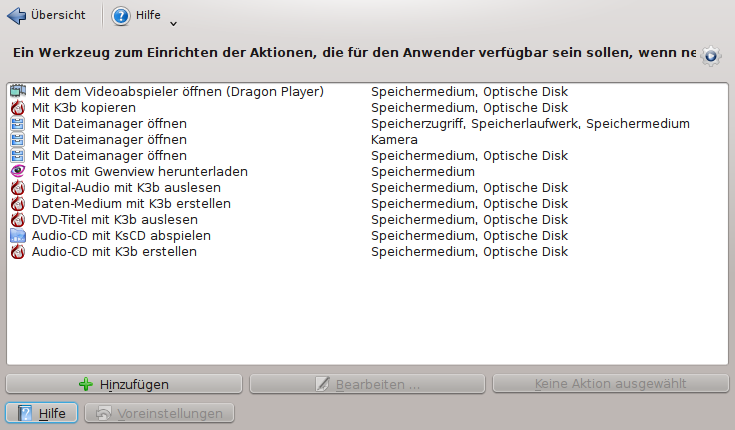 Übersicht Hilfe
Ein Werkzeug zum Einrichten der Aktionen, die für den Anwender verfügbar sein sollen, wenn ne
Mit dem Videoabspieler öffnen (Dragon Player) Speichermedium, Optische Disk
Mit K3b kopieren Speichermedium, Optische Disk
Mit Dateimanager öffnen Speicherzugriff, Speicherlaufwerk, Speichermedium
Mit Dateimanager öffnen Kamera
Mit Dateimanager öffnen Speichermedium, Optische Disk
Fotos mit Gwenview herunterladen Speichermedium
Digital-Audio mit K3b auslesen Speichermedium, Optische Disk
Daten-Medium mit K3b erstellen Speichermedium, Optische Disk
DVD-Titel mit K3b auslesen Speichermedium, Optische Disk
Audio-CD mit KsCD abspielen Speichermedium, Optische Disk
Audio-CD mit K3b erstellen Speichermedium, Optische Disk
Hinzufügen Bearbeiten ... Keine Aktion ausgewählt
Hilfe Voreinstellungen